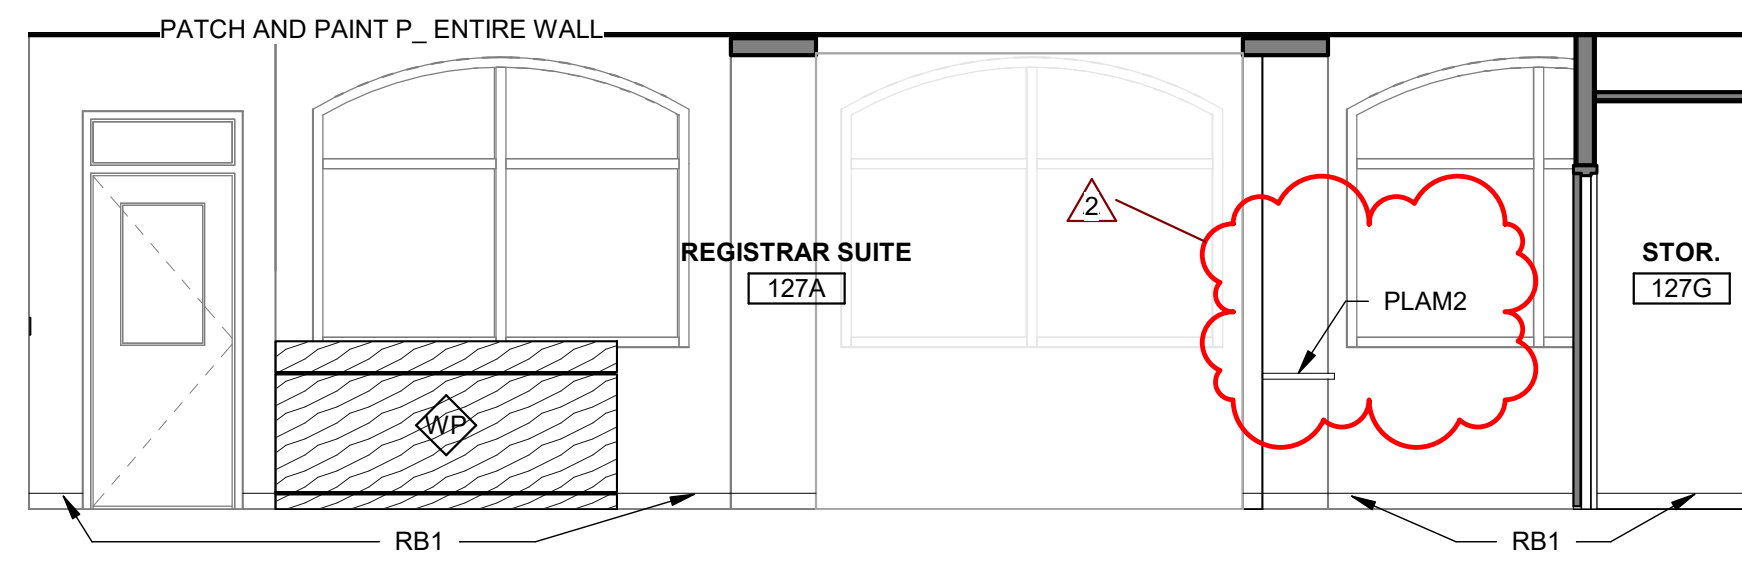 PATCH AND PAINT P_ ENTIRE WALL
2
REGISTRAR SUITE
127A
STOR.
127G
PLAM2
WP
RB1
RB1